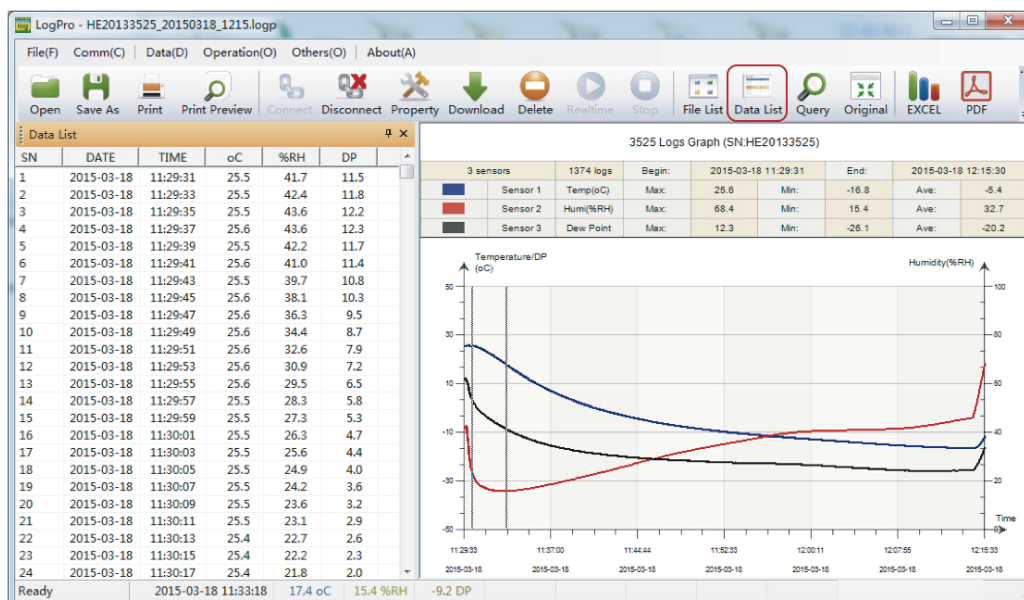 LogPro - HE20133525_20150318_1215.logp
File(F) Comm(C) Data(D) Operation(O) Others(O) About(A)
Open Save As Print Print Preview Connect Disconnect Property Download Delete Realtime Stop File List Data List Query Original EXCEL PDF
Data List
SN DATE TIME oC %RH DP
1 2015-03-18 11:29:31 25.5 41.7 11.5
2 2015-03-18 11:29:33 25.5 42.4 11.8
3 2015-03-18 11:29:35 25.5 43.6 12.2
4 2015-03-18 11:29:37 25.6 43.6 12.3
5 2015-03-18 11:29:39 25.5 42.2 11.7
6 2015-03-18 11:29:41 25.6 41.0 11.4
7 2015-03-18 11:29:43 25.5 39.7 10.8
8 2015-03-18 11:29:45 25.6 38.1 10.3
9 2015-03-18 11:29:47 25.6 36.3 9.5
10 2015-03-18 11:29:49 25.6 34.4 8.7
11 2015-03-18 11:29:51 25.6 32.6 7.9
12 2015-03-18 11:29:53 25.6 30.9 7.2
13 2015-03-18 11:29:55 25.6 29.5 6.5
14 2015-03-18 11:29:57 25.5 28.3 5.8
15 2015-03-18 11:29:59 25.5 27.3 5.3
16 2015-03-18 11:30:01 25.5 26.3 4.7
17 2015-03-18 11:30:03 25.5 25.6 4.4
18 2015-03-18 11:30:05 25.5 24.9 4.0
19 2015-03-18 11:30:07 25.5 24.2 3.6
20 2015-03-18 11:30:09 25.5 23.6 3.2
21 2015-03-18 11:30:11 25.5 23.1 2.9
22 2015-03-18 11:30:13 25.4 22.7 2.6
23 2015-03-18 11:30:15 25.4 22.2 2.3
24 2015-03-18 11:30:17 25.4 21.8 2.0
3525 Logs Graph (SN:HE20133525)
3 sensors 1374 logs Begin: 2015-03-18 11:29:31 End: 2015-03-18 12:15:30
Sensor 1 Temp(oC) Max: 25.6 Min: -16.8 Ave: -5.4
Sensor 2 Humi(%RH) Max: 68.4 Min: 15.4 Ave: 32.7
Sensor 3 Dew Point Max: 12.3 Min: -26.1 Ave: -20.2
Temperature/DP
(oC)
Humidity(%RH)
50 100
30 80
10 60
-10 40
-30 20
Time
-50 0
11:29:33 11:37:00 11:44:44 11:52:33 12:00:11 12:07:55 12:15:33
2015-03-18 2015-03-18 2015-03-18 2015-03-18 2015-03-18 2015-03-18 2015-03-18
Ready 2015-03-18 11:33:18 17.4 oC 15.4 %RH -9.2 DP